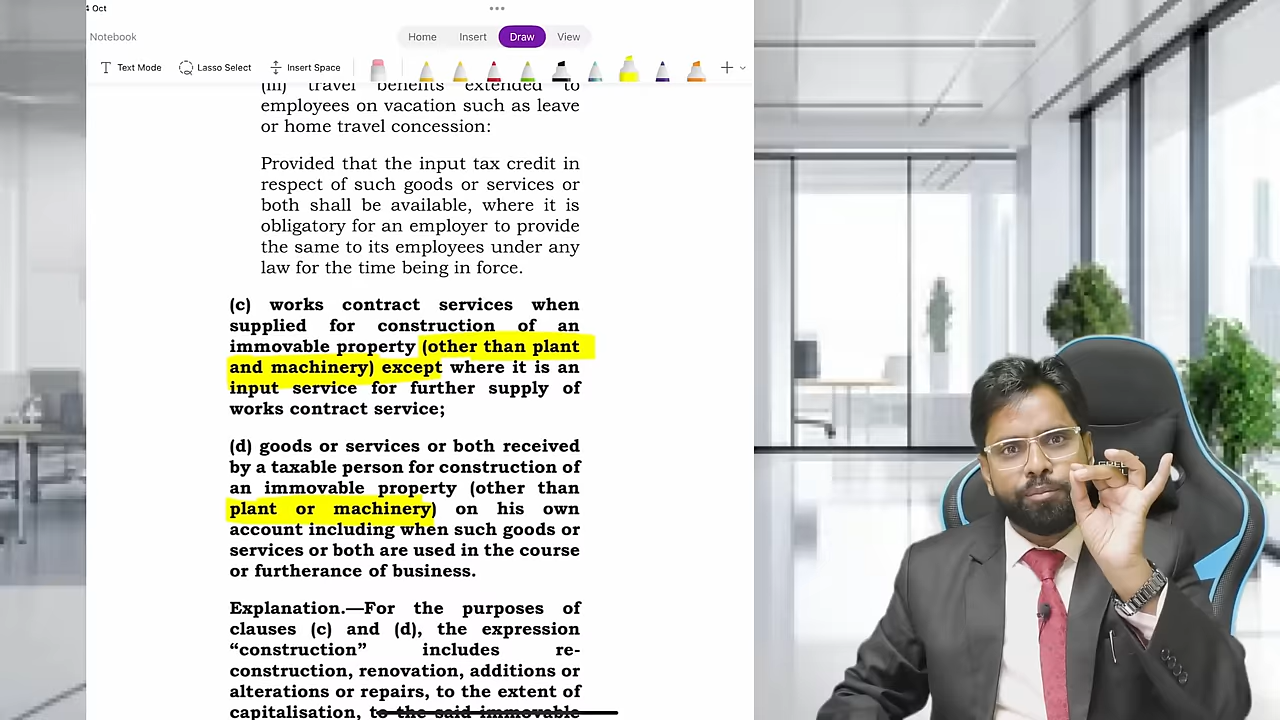 4 Oct
Notebook
Home Insert Draw View
Text Mode Lasso Select Insert Space
(iii) travel benefits extended to
employees on vacation such as leave
or home travel concession:
Provided that the input tax credit in
respect of such goods or services or
both shall be available, where it is
obligatory for an employer to provide
the same to its employees under any
law for the time being in force.
(c) works contract services when
supplied for construction of an
immovable property (other than plant
and machinery) except where it is an
input service for further supply of
works contract service;
(d) goods or services or both received
by a taxable person for construction of
an immovable property (other than
plant or machinery) on his own
account including when such goods or
services or both are used in the course
or furtherance of business.
Explanation.—For the purposes of
clauses (c) and (d), the expression
“construction” includes re-
construction, renovation, additions or
alterations or repairs, to the extent of
capitalisation, to the said immovable